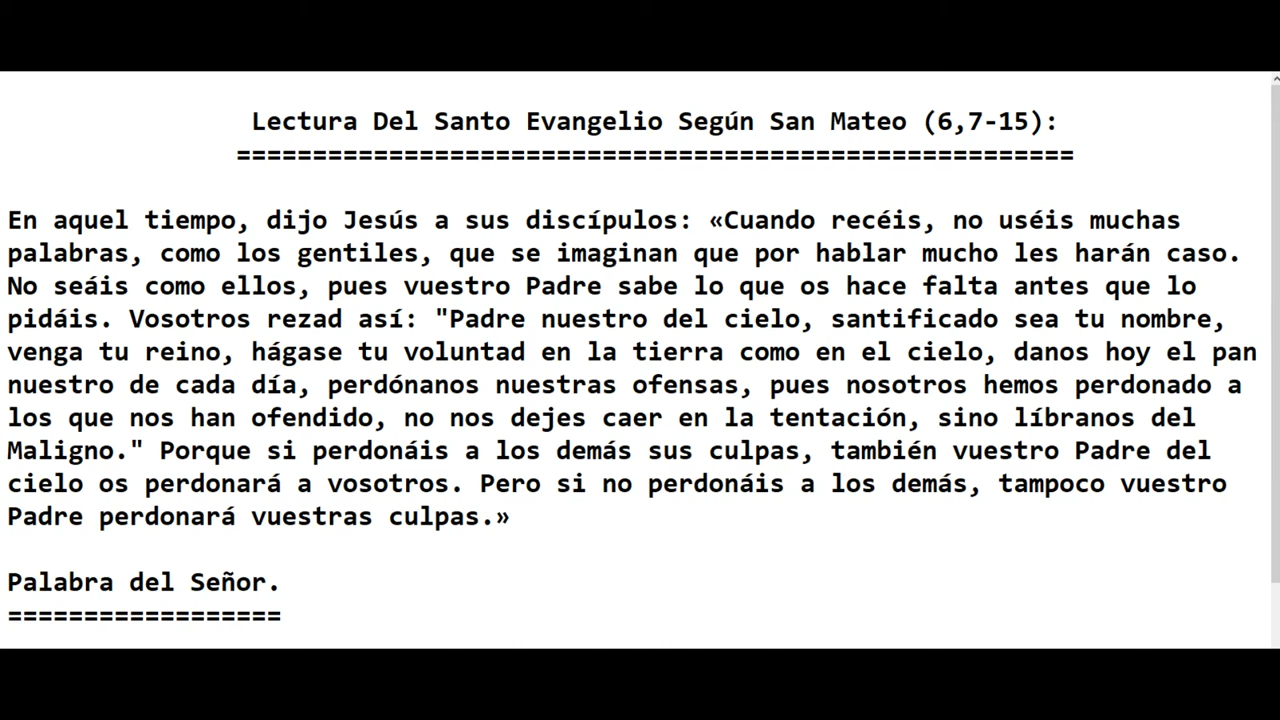 Lectura Del Santo Evangelio Según San Mateo (6,7-15):
=======================================================
En aquel tiempo, dijo Jesús a sus discípulos: «Cuando recéis, no uséis muchas
palabras, como los gentiles, que se imaginan que por hablar mucho les harán caso.
No seáis como ellos, pues vuestro Padre sabe lo que os hace falta antes que lo
pidáis. Vosotros rezad así: "Padre nuestro del cielo, santificado sea tu nombre,
venga tu reino, hágase tu voluntad en la tierra como en el cielo, danos hoy el pan
nuestro de cada día, perdónanos nuestras ofensas, pues nosotros hemos perdonado a
los que nos han ofendido, no nos dejes caer en la tentación, sino líbranos del
Maligno." Porque si perdonáis a los demás sus culpas, también vuestro Padre del
cielo os perdonará a vosotros. Pero si no perdonáis a los demás, tampoco vuestro
Padre perdonará vuestras culpas.»
Palabra del Señor.
==================